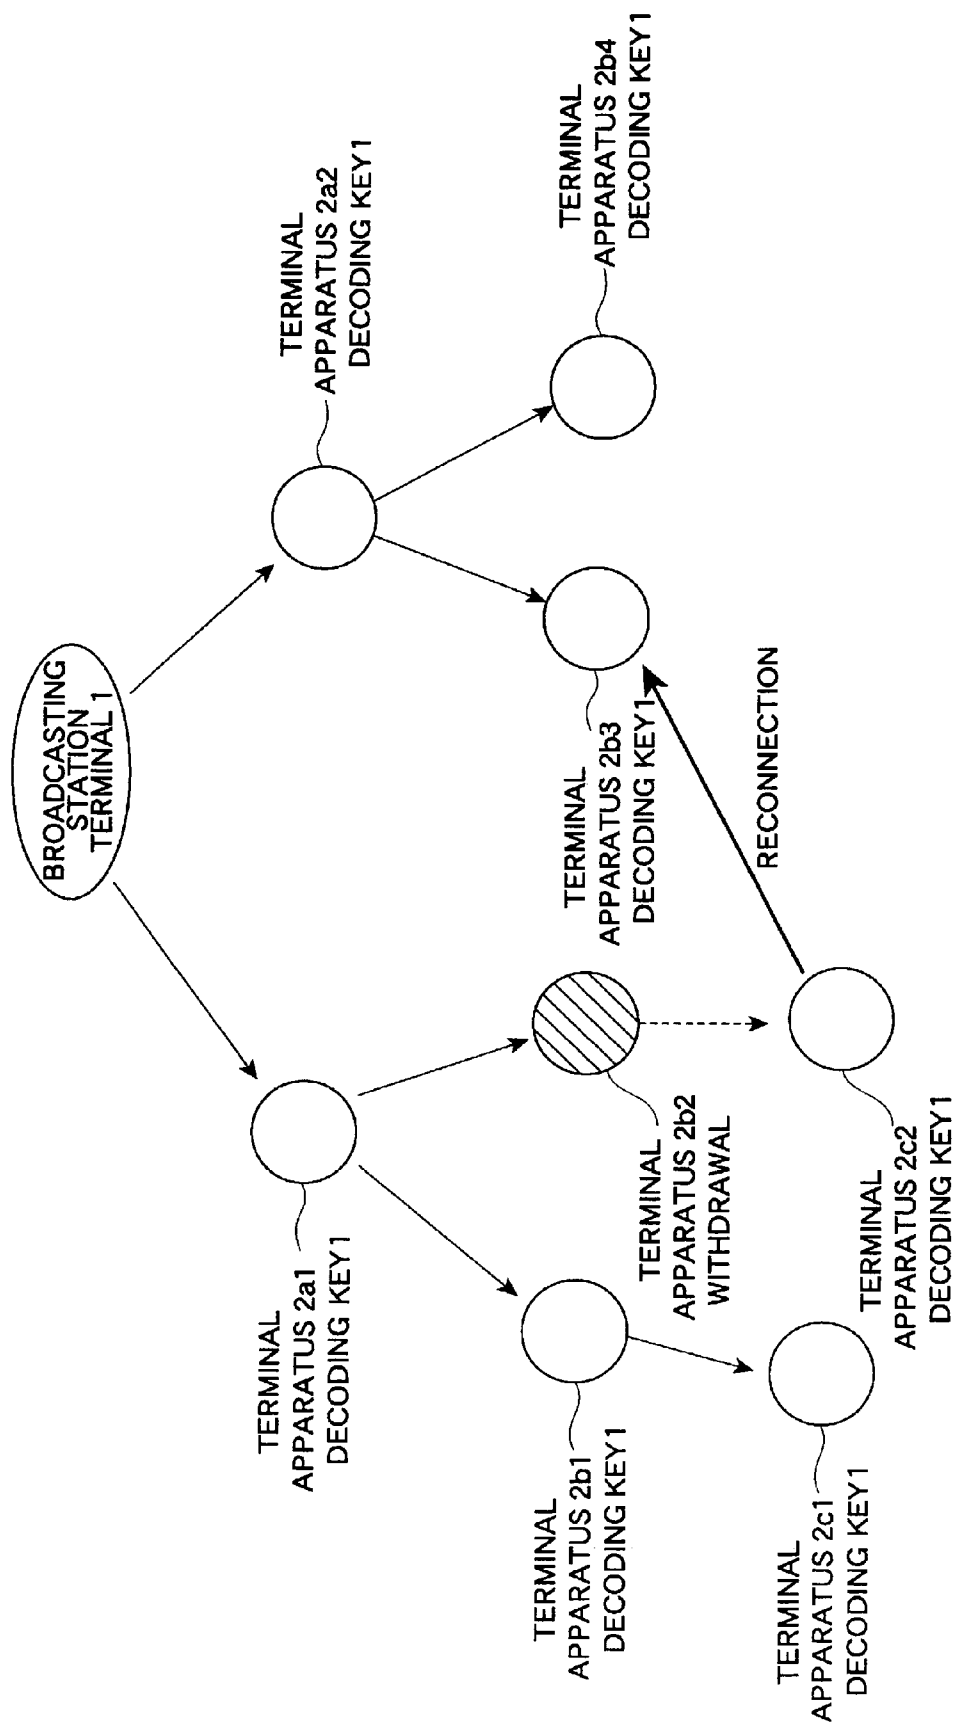 BROADCASTING
STATION
TERMINAL 1
TERMINAL
APPARATUS 2a1
DECODING KEY1
TERMINAL
APPARATUS 2a2
DECODING KEY1
TERMINAL
APPARATUS 2b1
DECODING KEY1
TERMINAL
APPARATUS 2b2
WITHDRAWAL
TERMINAL
APPARATUS 2b3
DECODING KEY1
TERMINAL
APPARATUS 2b4
DECODING KEY1
RECONNECTION
TERMINAL
APPARATUS 2c1
DECODING KEY1
TERMINAL
APPARATUS 2c2
DECODING KEY1